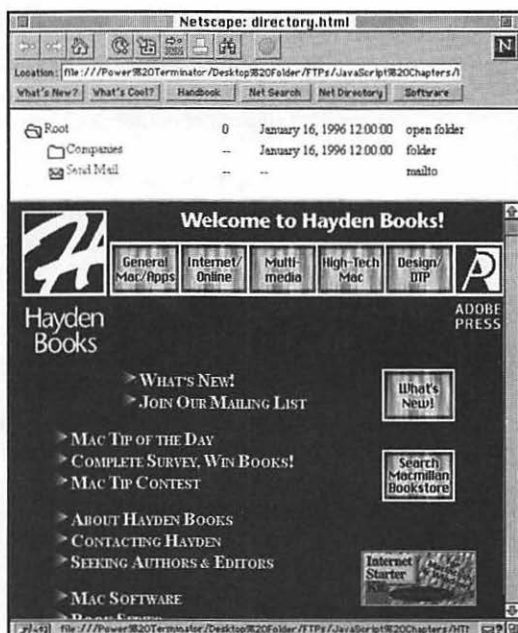 Netscape: directory.html
N
Location: file:///Power%20Terminator/Desktop%20Folder/FTPs/JavaScript%20Chapters/
What's New? What's Cool? Handbook Net Search Net Directory Software
Root 0 January 16, 1996 12:00:00 open folder
Companies -- January 16, 1996 12:00:00 folder
Send Mail -- -- mailto
Welcome to Hayden Books!
General Mac/Apps
Internet/Online
Multi-media
High-Tech Mac
Design/DTP
Hayden Books
ADOBE PRESS
WHAT'S NEW!
JOIN OUR MAILING LIST
What's New!
MAC TIP OF THE DAY
COMPLETE SURVEY, WIN BOOKS!
MAC TIP CONTEST
Search Macmillan Bookstore
ABOUT HAYDEN BOOKS
CONTACTING HAYDEN
SEEKING AUTHORS & EDITORS
Internet Starter Kit
MAC SOFTWARE
BOOK SERIES
file:///Power%20Terminator/Desktop%20Folder/FTPs/JavaScript%20Chapters/HT